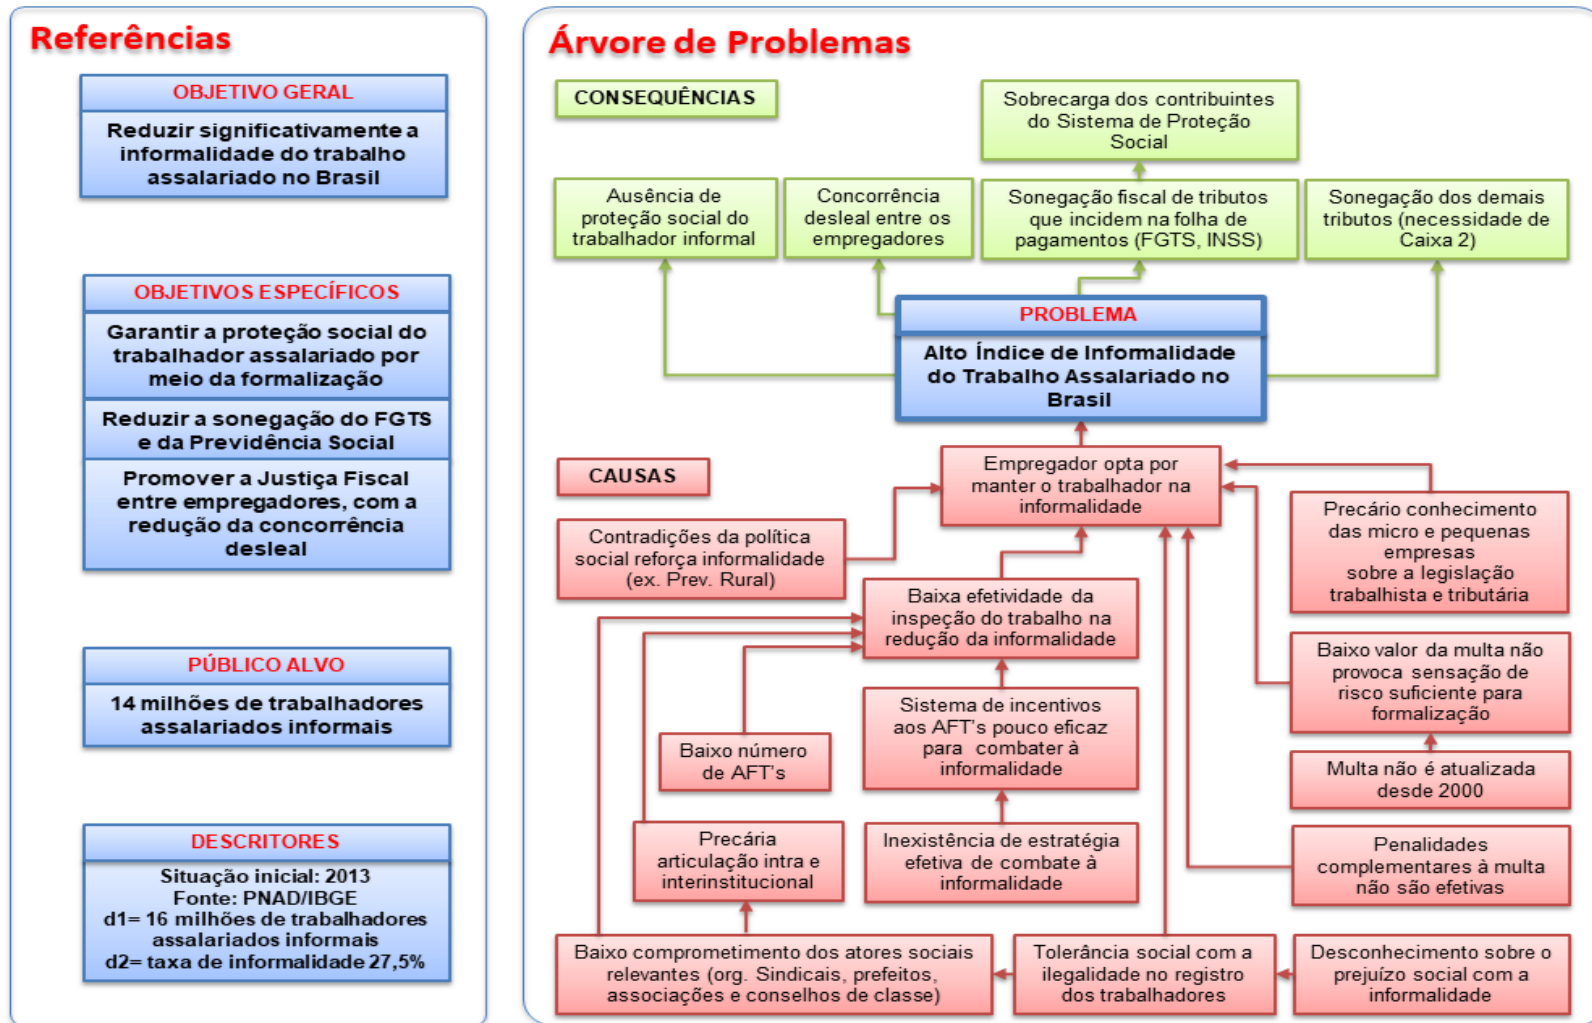 Referências
OBJETIVO GERAL
Reduzir significativamente a
informalidade do trabalho
assalariado no Brasil
OBJETIVOS ESPECÍFICOS
Garantir a proteção social do
trabalhador assalariado por
meio da formalização
Reduzir a sonegação do FGTS
e da Previdência Social
Promover a Justiça Fiscal
entre empregadores, com a
redução da concorrência
desleal
PÚBLICO ALVO
14 milhões de trabalhadores
assalariados informais
DESCRITORES
Situação inicial: 2013
Fonte: PNAD/IBGE
d1= 16 milhões de trabalhadores
assalariados informais
d2= taxa de informalidade 27,5%
Árvore de Problemas
CONSEQUÊNCIAS
Sobrecarga dos contribuintes
do Sistema de Proteção
Social
Ausência de
proteção social do
trabalhador informal
Concorrência
desleal entre os
empregadores
Sonegação fiscal de tributos
que incidem na folha de
pagamentos (FGTS, INSS)
Sonegação dos demais
tributos (necessidade de
Caixa 2)
PROBLEMA
Alto Índice de Informalidade
do Trabalho Assalariado no
Brasil
CAUSAS
Empregador opta por
manter o trabalhador na
informalidade
Contradições da política
social reforça informalidade
(ex. Prev. Rural)
Precário conhecimento
das micro e pequenas
empresas
sobre a legislação
trabalhista e tributária
Baixa efetividade da
inspeção do trabalho na
redução da informalidade
Baixo valor da multa não
provoca sensação de
risco suficiente para
formalização
Sistema de incentivos
aos AFT's pouco eficaz
para combater à
informalidade
Baixo número
de AFT's
Multa não é atualizada
desde 2000
Precária
articulação intra e
interinstitucional
Inexistência de estratégia
efetiva de combate à
informalidade
Penalidades
complementares à multa
não são efetivas
Baixo comprometimento dos atores sociais
relevantes (org. Sindicais, prefeitos,
associações e conselhos de classe)
Tolerância social com a
ilegalidade no registro
dos trabalhadores
Desconhecimento sobre o
prejuízo social com a
informalidade